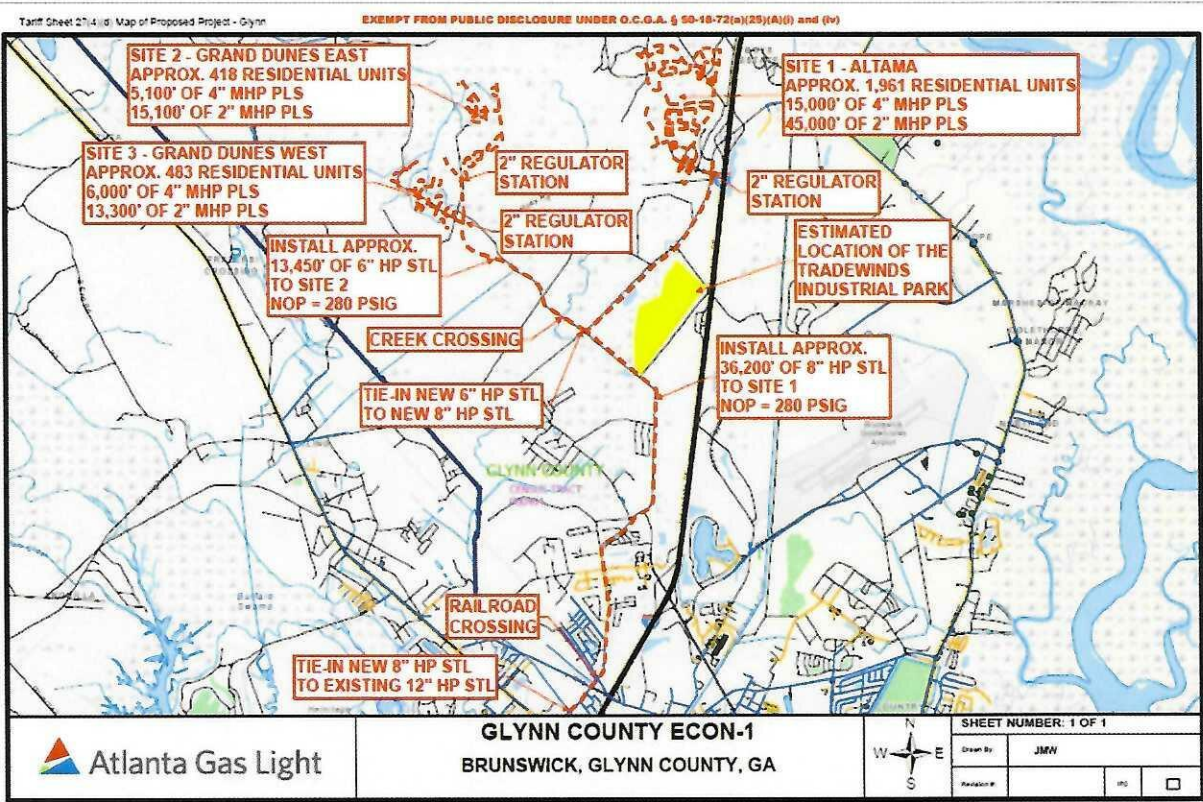 Tariff Sheet 27(4)(d) Map of Proposed Project - Glynn
EXEMPT FROM PUBLIC DISCLOSURE UNDER O.C.G.A. § 50-18-72(a)(25)(A)(i) and (iv)
SITE 2 - GRAND DUNES EAST
APPROX. 418 RESIDENTIAL UNITS
5,100' OF 4" MHP PLS
15,100' OF 2" MHP PLS
SITE 1 - ALTAMA
APPROX. 1,961 RESIDENTIAL UNITS
15,000' OF 4" MHP PLS
45,000' OF 2" MHP PLS
SITE 3 - GRAND DUNES WEST
APPROX. 483 RESIDENTIAL UNITS
6,000' OF 4" MHP PLS
13,300' OF 2" MHP PLS
2" REGULATOR
STATION
2" REGULATOR
STATION
2" REGULATOR
STATION
INSTALL APPROX.
13,450' OF 6" HP STL
TO SITE 2
NOP = 280 PSIG
ESTIMATED
LOCATION OF THE
TRADEWINDS
INDUSTRIAL PARK
CREEK CROSSING
INSTALL APPROX.
36,200' OF 8" HP STL
TO SITE 1
NOP = 280 PSIG
TIE-IN NEW 6" HP STL
TO NEW 8" HP STL
GLYNN COUNTY
RAILROAD
CROSSING
TIE-IN NEW 8" HP STL
TO EXISTING 12" HP STL
Atlanta Gas Light
GLYNN COUNTY ECON-1
BRUNSWICK, GLYNN COUNTY, GA
N
W E
S
SHEET NUMBER: 1 OF 1
Drawn By: JMW
Revision #: